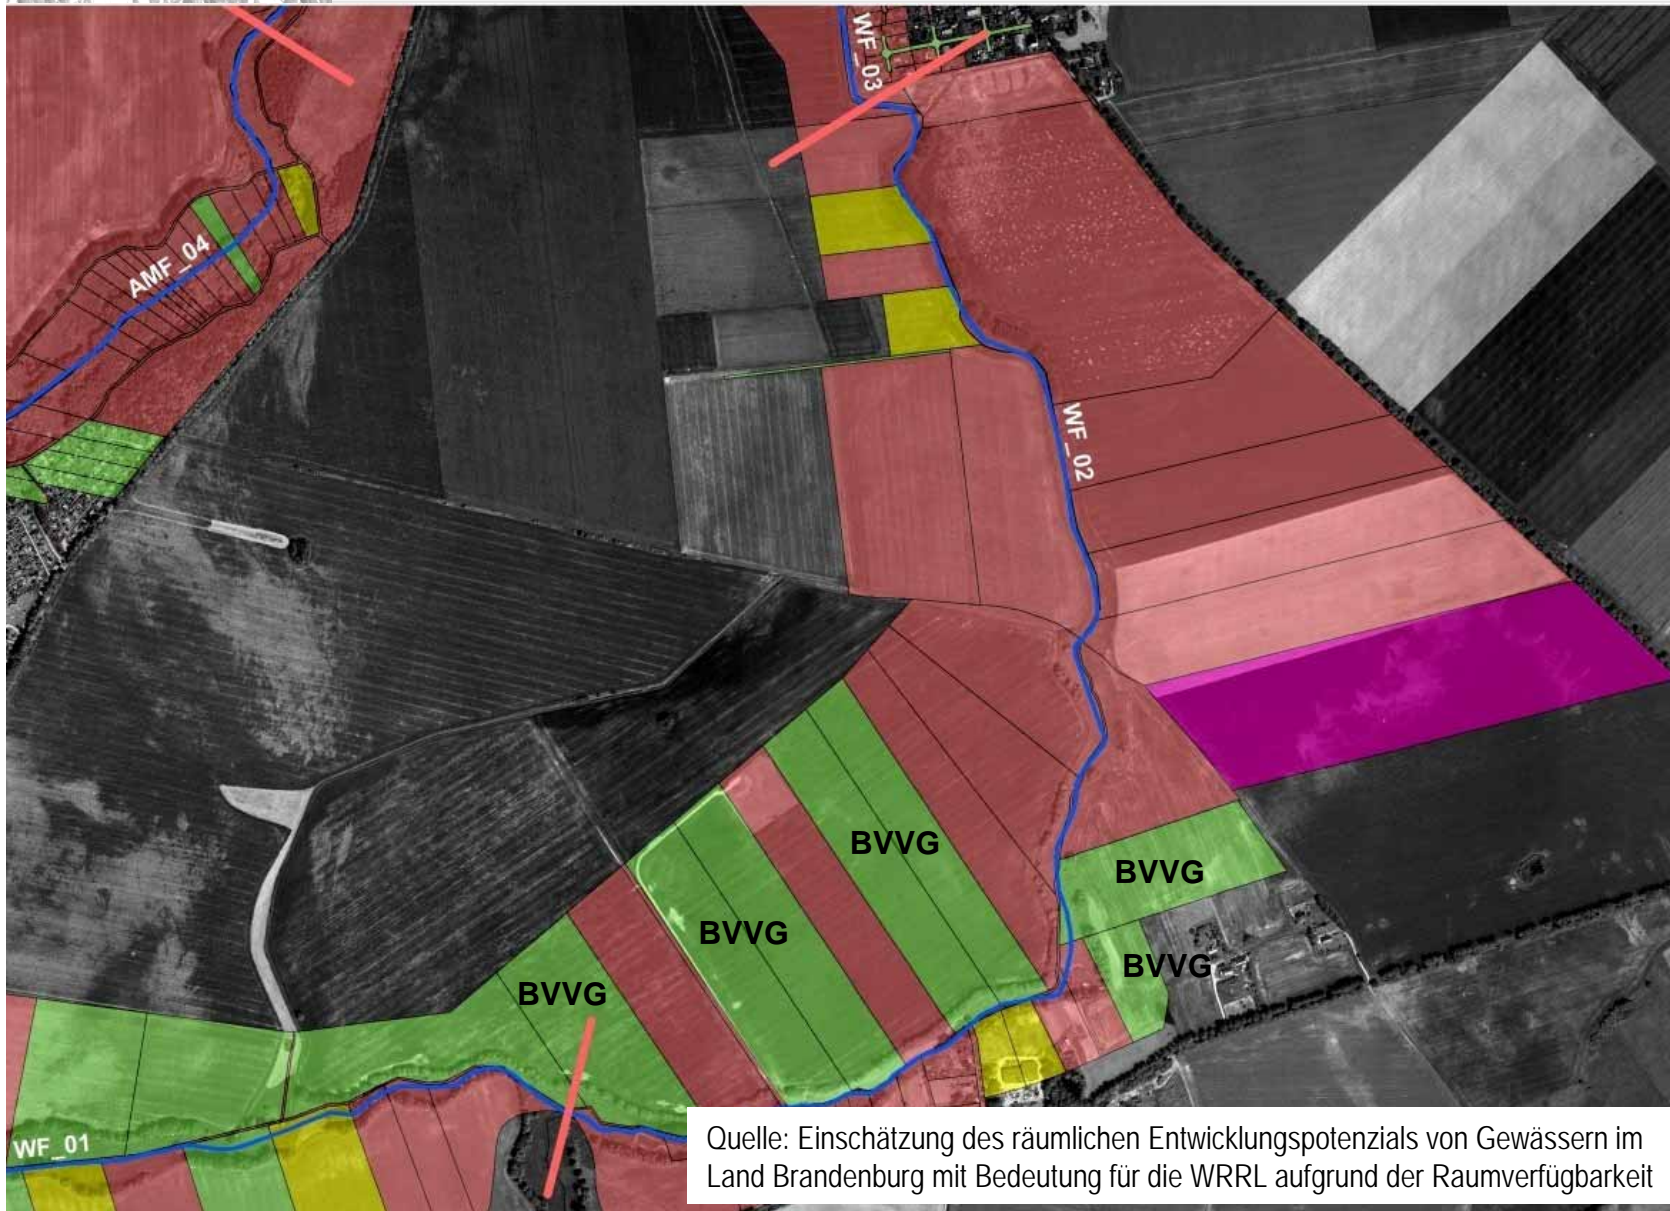 WF_03
AMF_04
WF_02
BVVG
BVVG
BVVG
BVVG
BVVG
WF_01
Quelle: Einschätzung des räumlichen Entwicklungspotenzials von Gewässern im
Land Brandenburg mit Bedeutung für die WRRL aufgrund der Raumverfügbarkeit